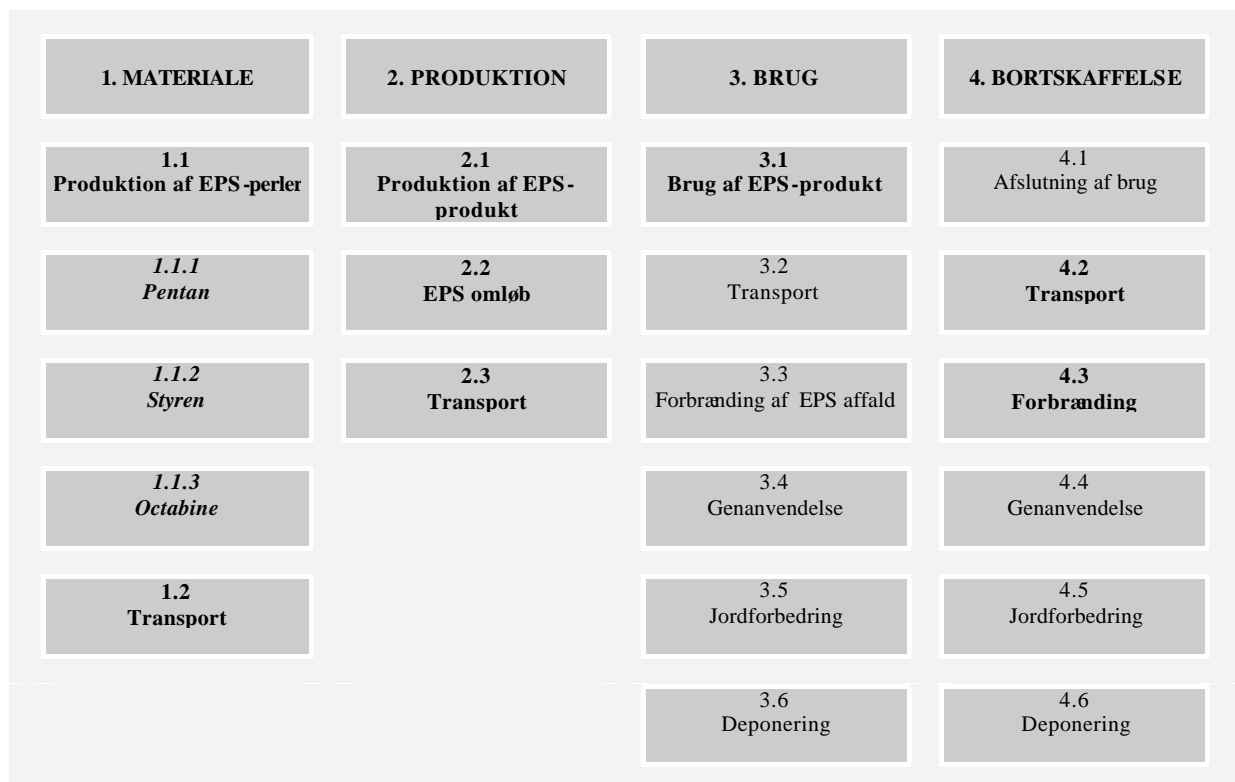 1. MATERIALE
2. PRODUKTION
3. BRUG
4. BORTSKAFFELSE
1.1
Produktion af EPS-perler
2.1
Produktion af EPS-
produkt
3.1
Brug af EPS-produkt
4.1
Afslutning af brug
1.1.1
Pentan
2.2
EPS omløb
3.2
Transport
4.2
Transport
1.1.2
Styren
2.3
Transport
3.3
Forbrænding af EPS affald
4.3
Forbrænding
1.1.3
Octabine
3.4
Genanvendelse
4.4
Genanvendelse
1.2
Transport
3.5
Jordforbedring
4.5
Jordforbedring
3.6
Deponering
4.6
Deponering